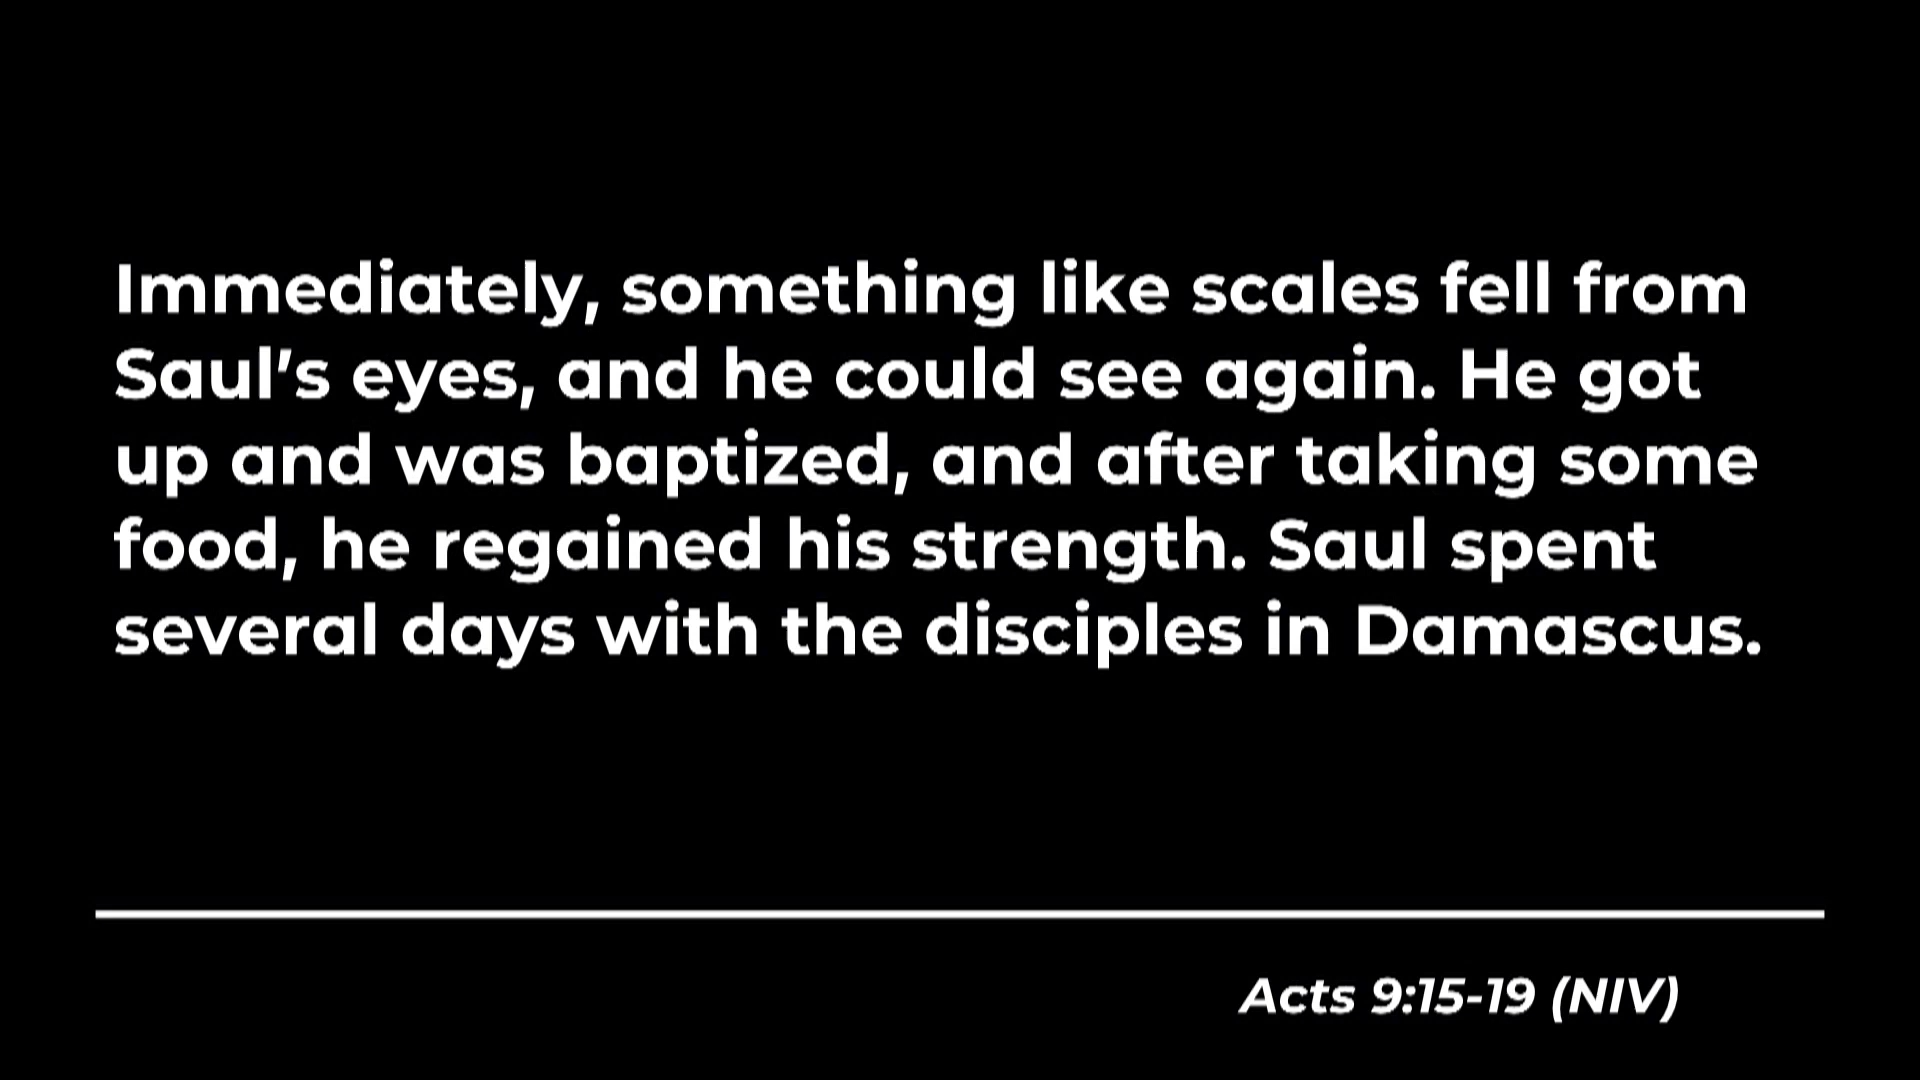 Immediately, something like scales fell from
Saul’s eyes, and he could see again. He got
up and was baptized, and after taking some
food, he regained his strength. Saul spent
several days with the disciples in Damascus.
Acts 9:15-19 (NIV)